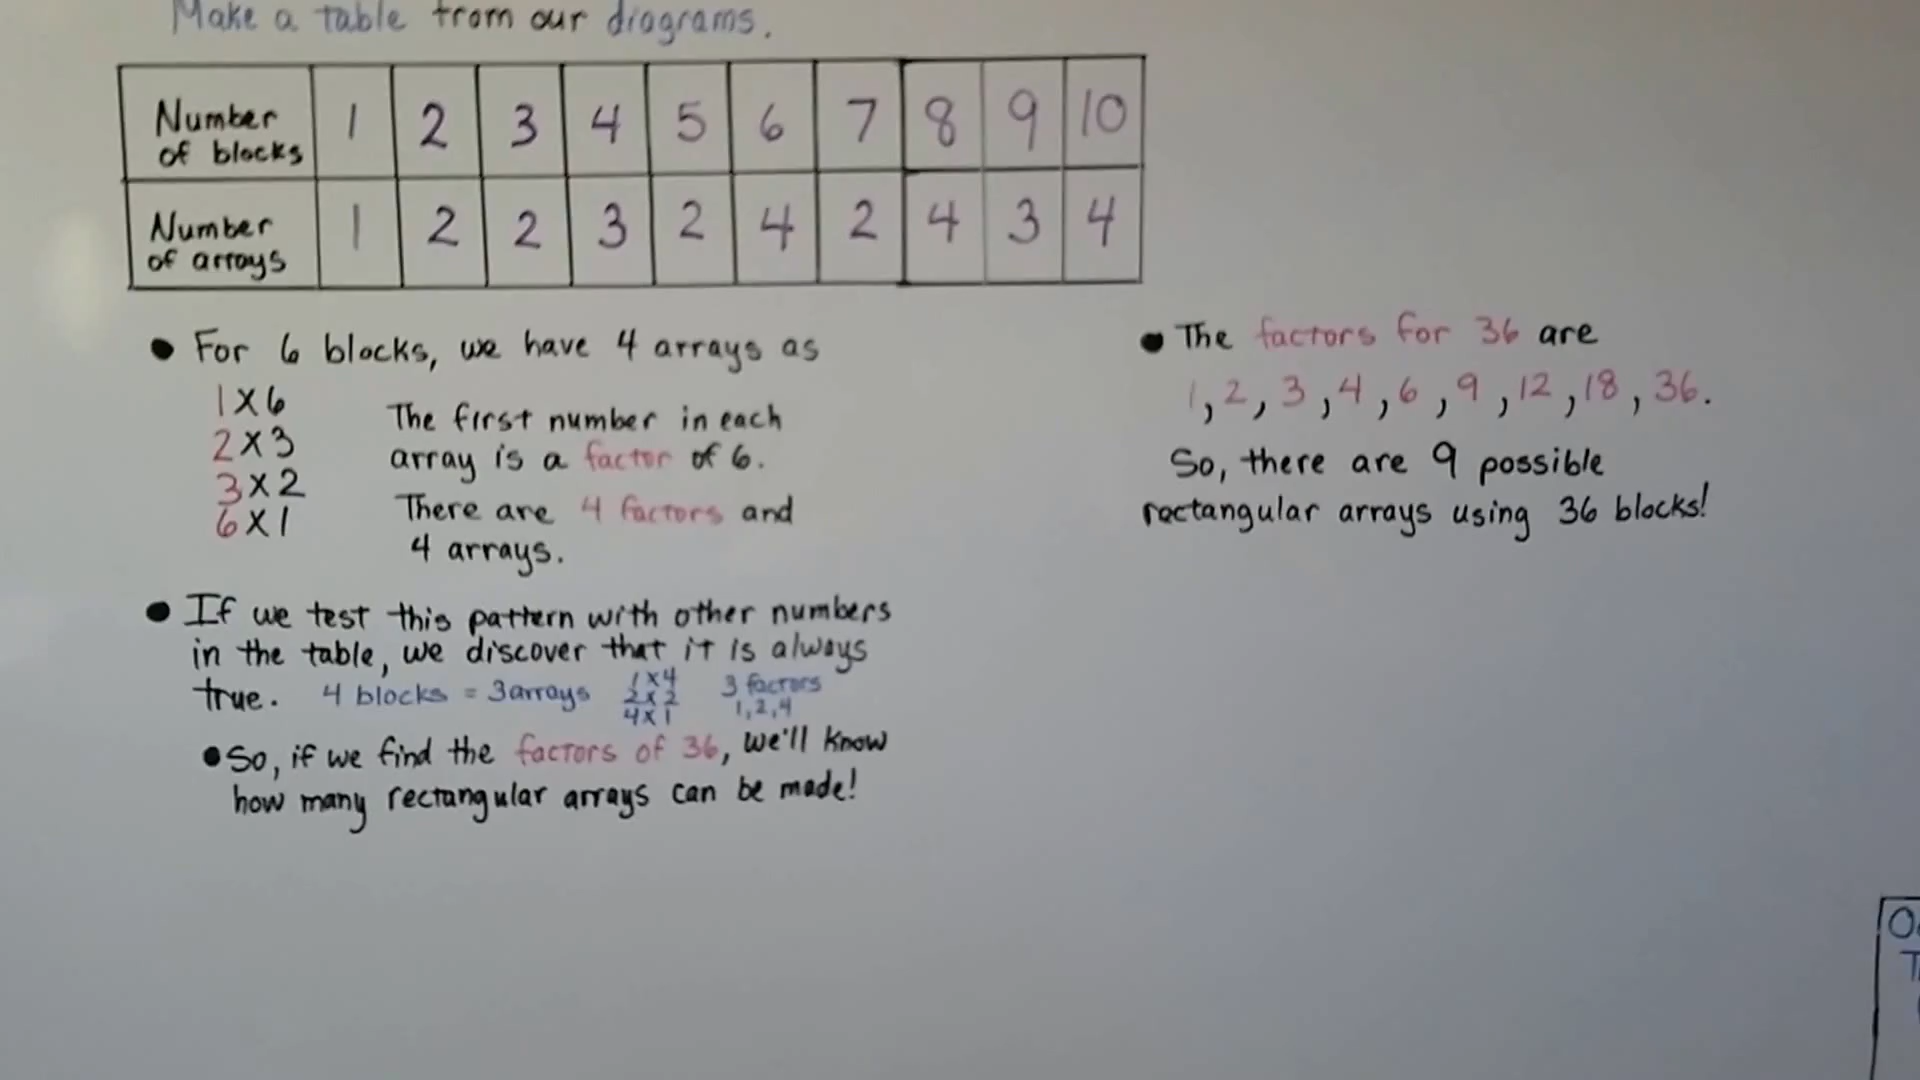 Make a table from our diagrams.
Number of blocks 1 2 3 4 5 6 7 8 9 10
Number of arrays 1 2 2 3 2 4 2 4 3 4
● For 6 blocks, we have 4 arrays as
1x6
2x3
3x2
6x1
The first number in each
array is a factor of 6.
There are 4 factors and
4 arrays.
● If we test this pattern with other numbers
in the table, we discover that it is always
true. 4 blocks = 3 arrays
1x4
2x2
4x1
3 factors
1,2,4
● So, if we find the factors of 36, we'll know
how many rectangular arrays can be made!
● The factors for 36 are
1, 2, 3, 4, 6, 9, 12, 18, 36.
So, there are 9 possible
rectangular arrays using 36 blocks!